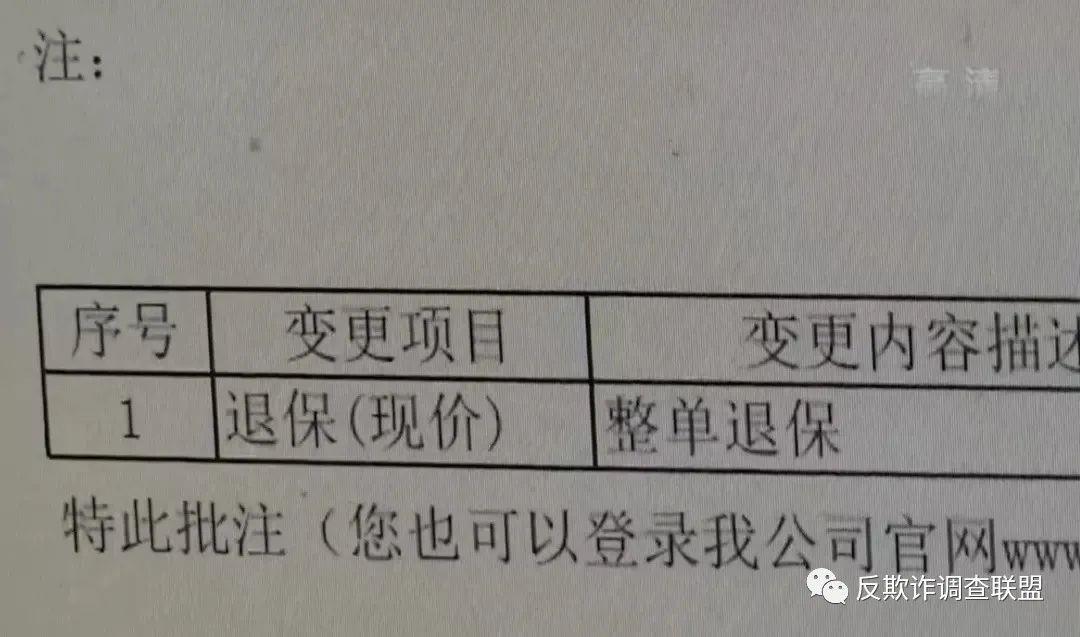 注：
高 清
序号 变更项目 变更内容描述
1 退保(现价) 整单退保
特此批注（您也可以登录我公司官网www
反欺诈调查联盟